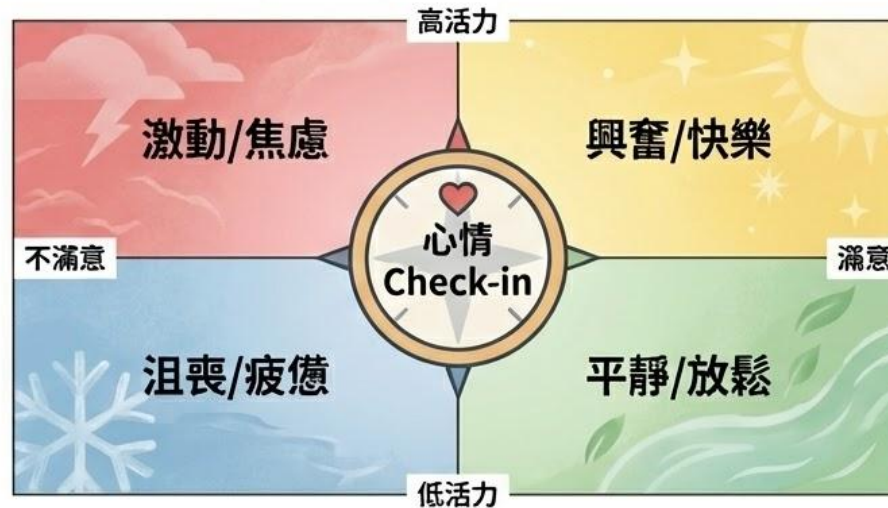 高活力
激動/焦慮
興奮/快樂
不滿意
心情
Check-in
滿意
沮喪/疲憊
平靜/放鬆
低活力